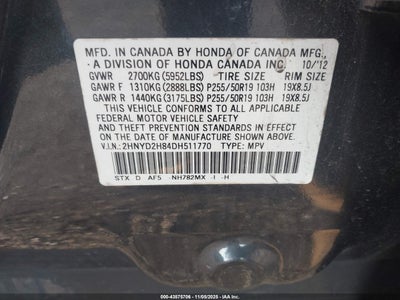 MFD. IN CANADA BY HONDA OF CANADA MFG.,
A DIVISION OF HONDA CANADA INC. 10/'12
GVWR 2700KG (5952LBS) TIRE SIZE RIM SIZE
GAWR F 1310KG (2888LBS) P255/50R19 103H 19X8.5J
GAWR R 1440KG (3175LBS) P255/50R19 103H 19X8.5J
THIS VEHICLE CONFORMS TO ALL APPLICABLE
FEDERAL MOTOR VEHICLE SAFETY AND
THEFT PREVENTION STANDARDS IN EFFECT ON THE
DATE OF MANUFACTURE SHOWN ABOVE.
V.I.N.: 2HNYD2H84DH511770 TYPE: MPV
STX D AF5 NH782MX -I -H
000-43575706 - 11/05/2025 - IAAI.COM